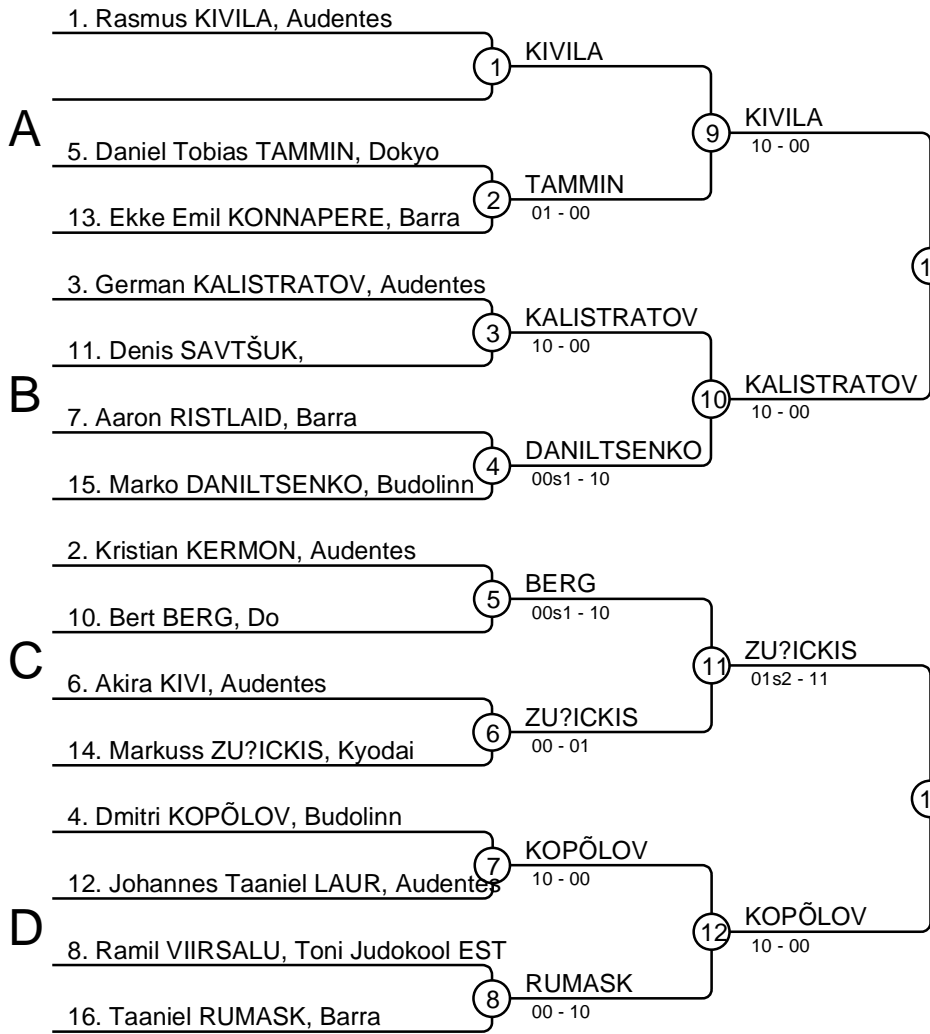 1. Rasmus KIVILA, Audentes
1 KIVILA
A
9 KIVILA
10 - 00
5. Daniel Tobias TAMMIN, Dokyo
2 TAMMIN
01 - 00
13. Ekke Emil KONNAPERE, Barra
1
3. German KALISTRATOV, Audentes
3 KALISTRATOV
10 - 00
11. Denis SAVTŠUK,
B
10 KALISTRATOV
10 - 00
7. Aaron RISTLAID, Barra
4 DANILTSENKO
00s1 - 10
15. Marko DANILTSENKO, Budolinn
2. Kristian KERMON, Audentes
5 BERG
00s1 - 10
10. Bert BERG, Do
C
11 ZU?ICKIS
01s2 - 11
6. Akira KIVI, Audentes
6 ZU?ICKIS
00 - 01
14. Markuss ZU?ICKIS, Kyodai
1
4. Dmitri KOPÕLOV, Budolinn
7 KOPÕLOV
10 - 00
12. Johannes Taaniel LAUR, Audentes
D
12 KOPÕLOV
10 - 00
8. Ramil VIIRSALU, Toni Judokool EST
8 RUMASK
00 - 10
16. Taaniel RUMASK, Barra